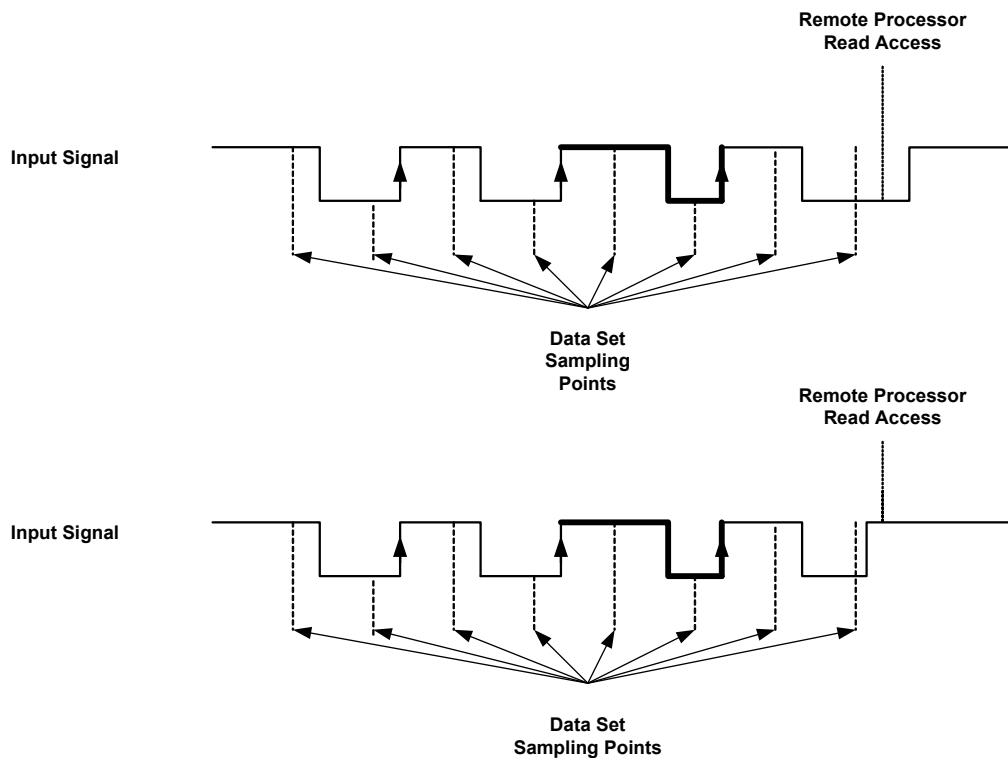 Remote Processor
Read Access
Input Signal
Data Set
Sampling
Points
Remote Processor
Read Access
Input Signal
Data Set
Sampling Points